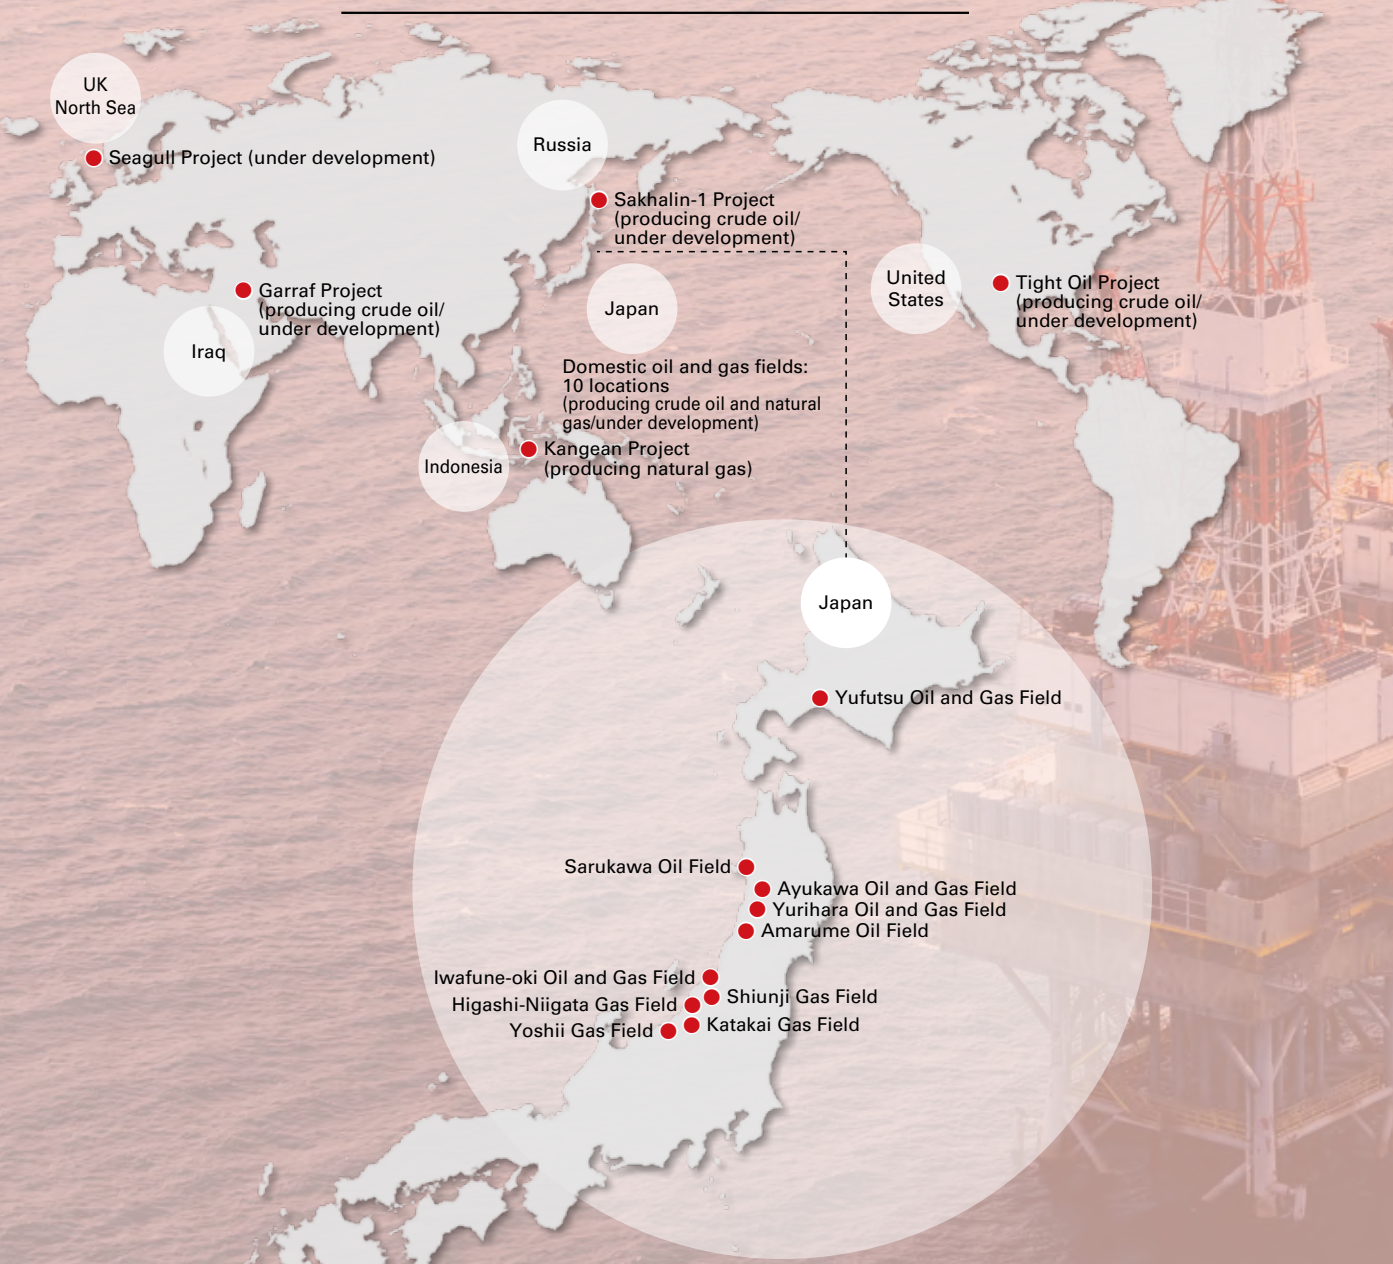 UK
North Sea
Seagull Project (under development)
Russia
Sakhalin-1 Project
(producing crude oil/
under development)
United
States
Tight Oil Project
(producing crude oil/
under development)
Garraf Project
(producing crude oil/
under development)
Iraq
Japan
Domestic oil and gas fields:
10 locations
(producing crude oil and natural
gas/under development)
Indonesia
Kangean Project
(producing natural gas)
Japan
Yufutsu Oil and Gas Field
Sarukawa Oil Field
Ayukawa Oil and Gas Field
Yurihara Oil and Gas Field
Amarume Oil Field
Iwafune-oki Oil and Gas Field
Shiunji Gas Field
Higashi-Niigata Gas Field
Katakai Gas Field
Yoshii Gas Field